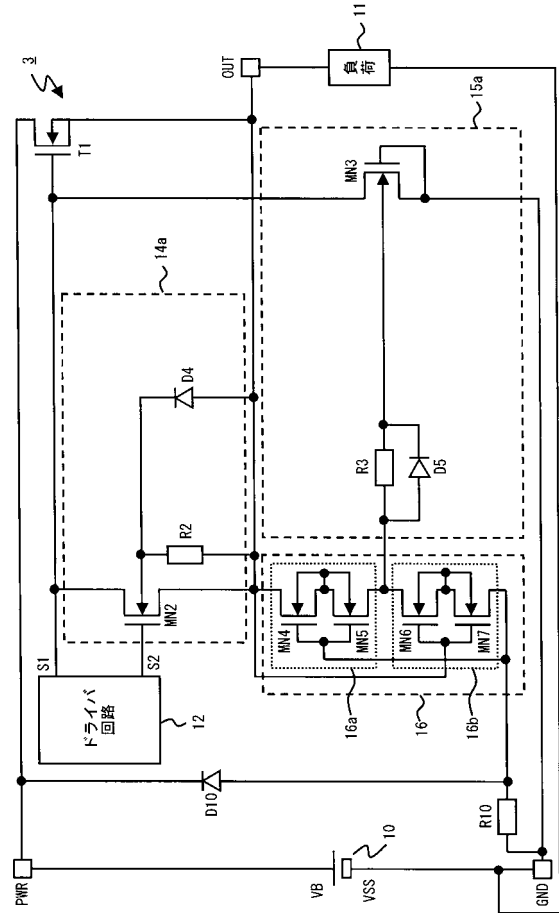 3
PWR
T1
OUT
14a
S1
S2
MN2
R2
D4
ドライバ
回路
12
D10
11
負荷
15a
MN3
R3
D5
MN4
MN5
MN6
MN7
16a
16
16b
VB
VSS
10
R10
GND